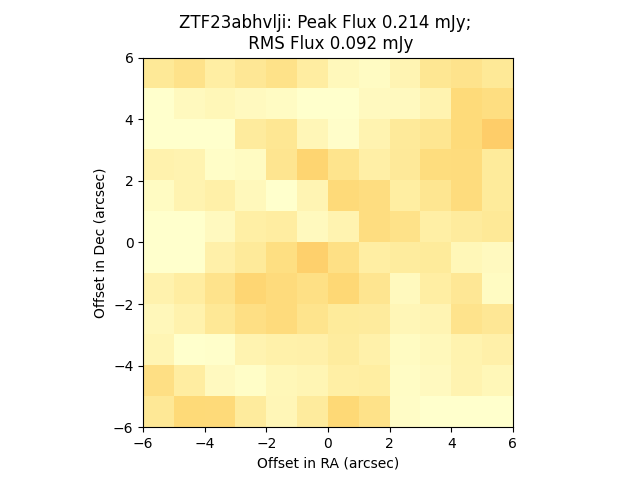 ZTF23abhvlji: Peak Flux 0.214 mJy;
RMS Flux 0.092 mJy
6
4
2
0
−2
−4
−6
Offset in Dec (arcsec)
−6 −4 −2 0 2 4 6
Offset in RA (arcsec)